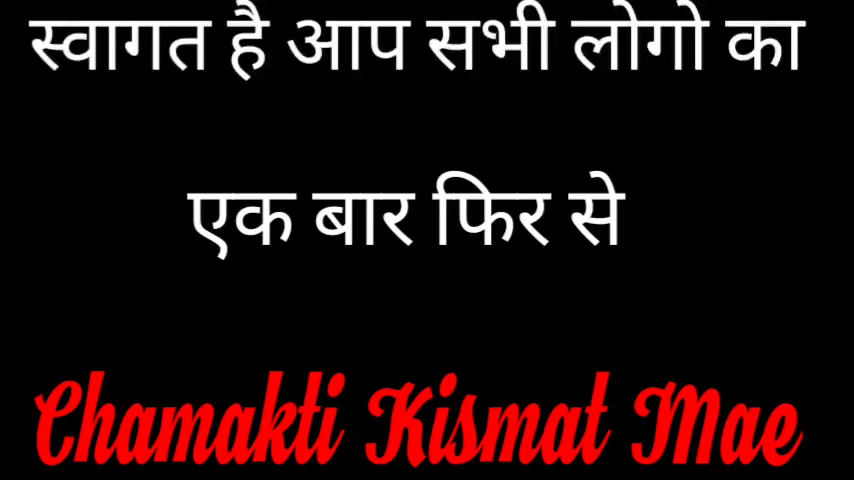 स्वागत है आप सभी लोगो का
एक बार फिर से
Chamakti Kismat Mae